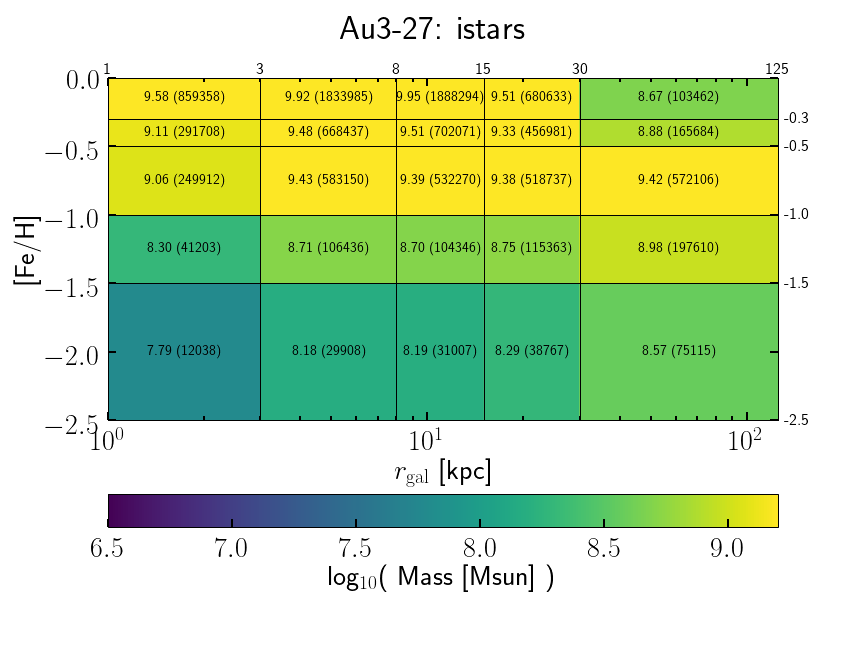 Au3-27: istars
1 3 8 15 30 125
0.0 9.58 (859358) 9.92 (1833985) 9.95 (1888294) 9.51 (680633) 8.67 (103462)
-0.3
9.11 (291708) 9.48 (668437) 9.51 (702071) 9.33 (456981) 8.88 (165684)
−0.5 -0.5
9.06 (249912) 9.43 (583150) 9.39 (532270) 9.38 (518737) 9.42 (572106)
−1.0 -1.0
[Fe/H]
8.30 (41203) 8.71 (106436) 8.70 (104346) 8.75 (115363) 8.98 (197610)
−1.5 -1.5
−2.0 7.79 (12038) 8.18 (29908) 8.19 (31007) 8.29 (38767) 8.57 (75115)
−2.5 -2.5
10⁰ 10¹ 10²
r_gal [kpc]
6.5 7.0 7.5 8.0 8.5 9.0
log₁₀( Mass [Msun] )